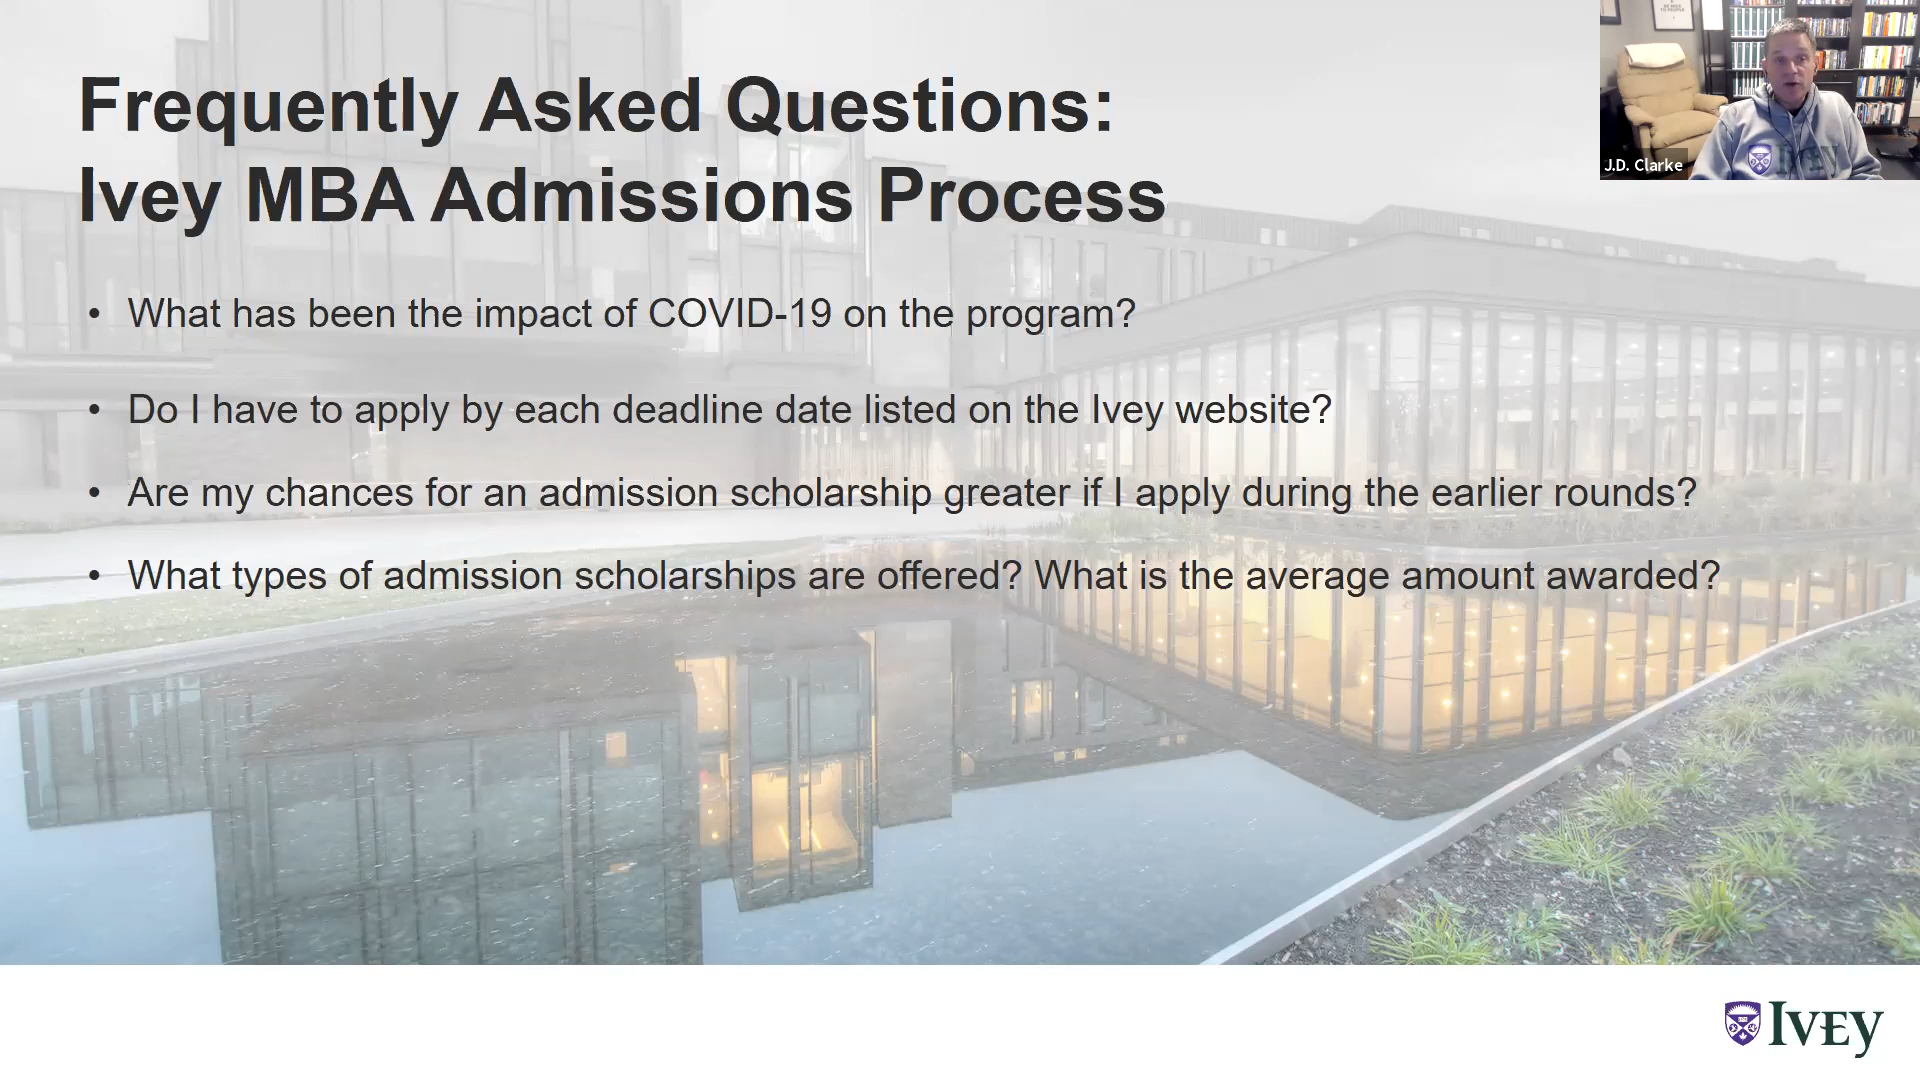 Frequently Asked Questions:
Ivey MBA Admissions Process
• What has been the impact of COVID-19 on the program?
• Do I have to apply by each deadline date listed on the Ivey website?
• Are my chances for an admission scholarship greater if I apply during the earlier rounds?
• What types of admission scholarships are offered? What is the average amount awarded?
J.D. Clarke
IVEY
IVEY